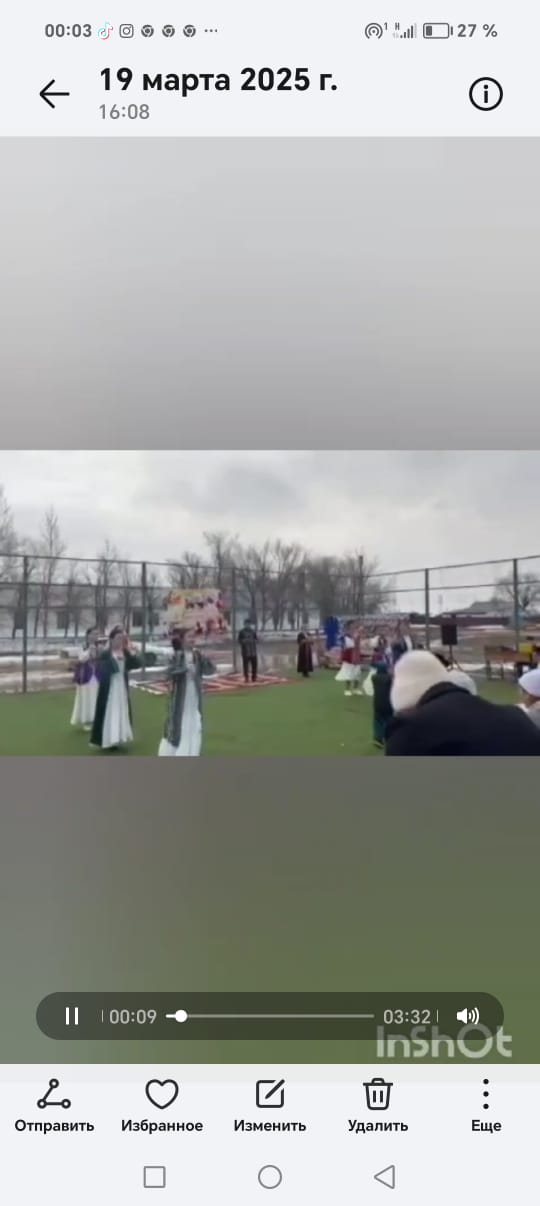 00:03
27 %
19 марта 2025 г.
16:08
00:09
03:32
InShOt
Отправить
Избранное
Изменить
Удалить
Еще